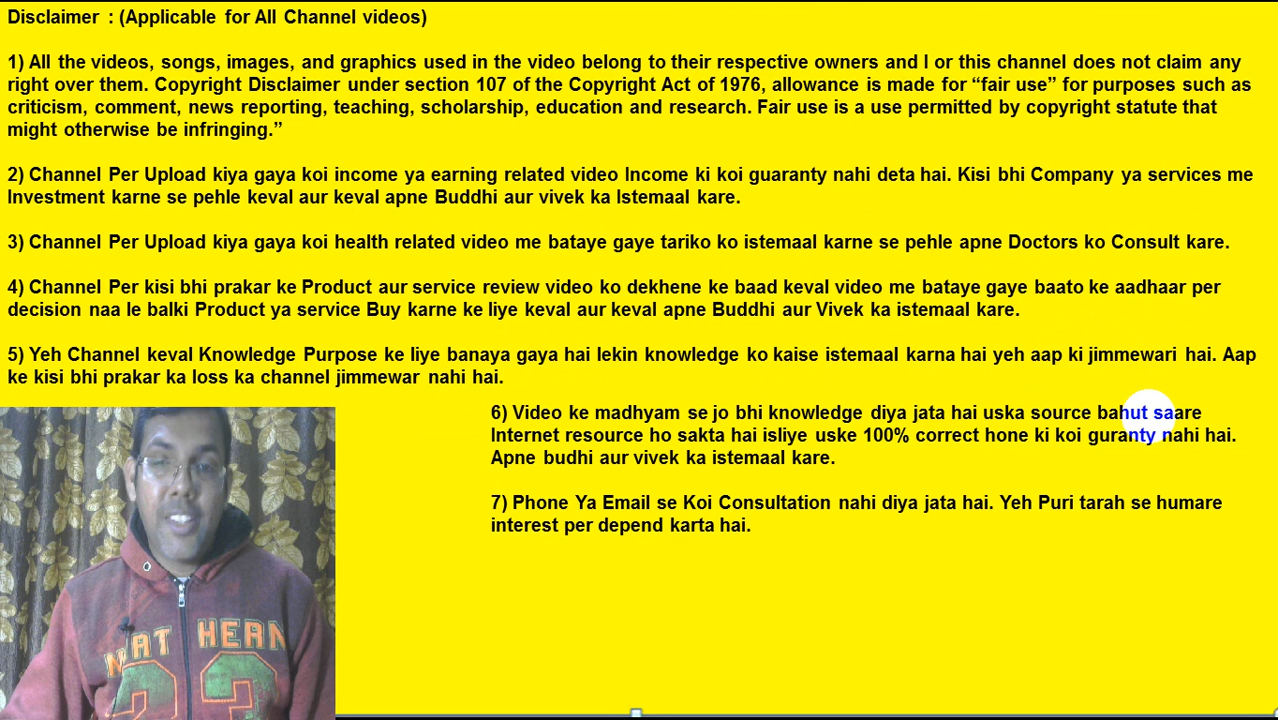 Disclaimer : (Applicable for All Channel videos)
1) All the videos, songs, images, and graphics used in the video belong to their respective owners and I or this channel does not claim any
right over them. Copyright Disclaimer under section 107 of the Copyright Act of 1976, allowance is made for “fair use” for purposes such as
criticism, comment, news reporting, teaching, scholarship, education and research. Fair use is a use permitted by copyright statute that
might otherwise be infringing.”
2) Channel Per Upload kiya gaya koi income ya earning related video Income ki koi guaranty nahi deta hai. Kisi bhi Company ya services me
Investment karne se pehle keval aur keval apne Buddhi aur vivek ka Istemaal kare.
3) Channel Per Upload kiya gaya koi health related video me bataye gaye tariko ko istemaal karne se pehle apne Doctors ko Consult kare.
4) Channel Per kisi bhi prakar ke Product aur service review video ko dekhene ke baad keval video me bataye gaye baato ke aadhaar per
decision naa le balki Product ya service Buy karne ke liye keval aur keval apne Buddhi aur Vivek ka istemaal kare.
5) Yeh Channel keval Knowledge Purpose ke liye banaya gaya hai lekin knowledge ko kaise istemaal karna hai yeh aap ki jimmewari hai. Aap
ke kisi bhi prakar ka loss ka channel jimmewar nahi hai.
6) Video ke madhyam se jo bhi knowledge diya jata hai uska source bahut saare
Internet resource ho sakta hai isliye uske 100% correct hone ki koi guranty nahi hai.
Apne budhi aur vivek ka istemaal kare.
7) Phone Ya Email se Koi Consultation nahi diya jata hai. Yeh Puri tarah se humare
interest per depend karta hai.
23